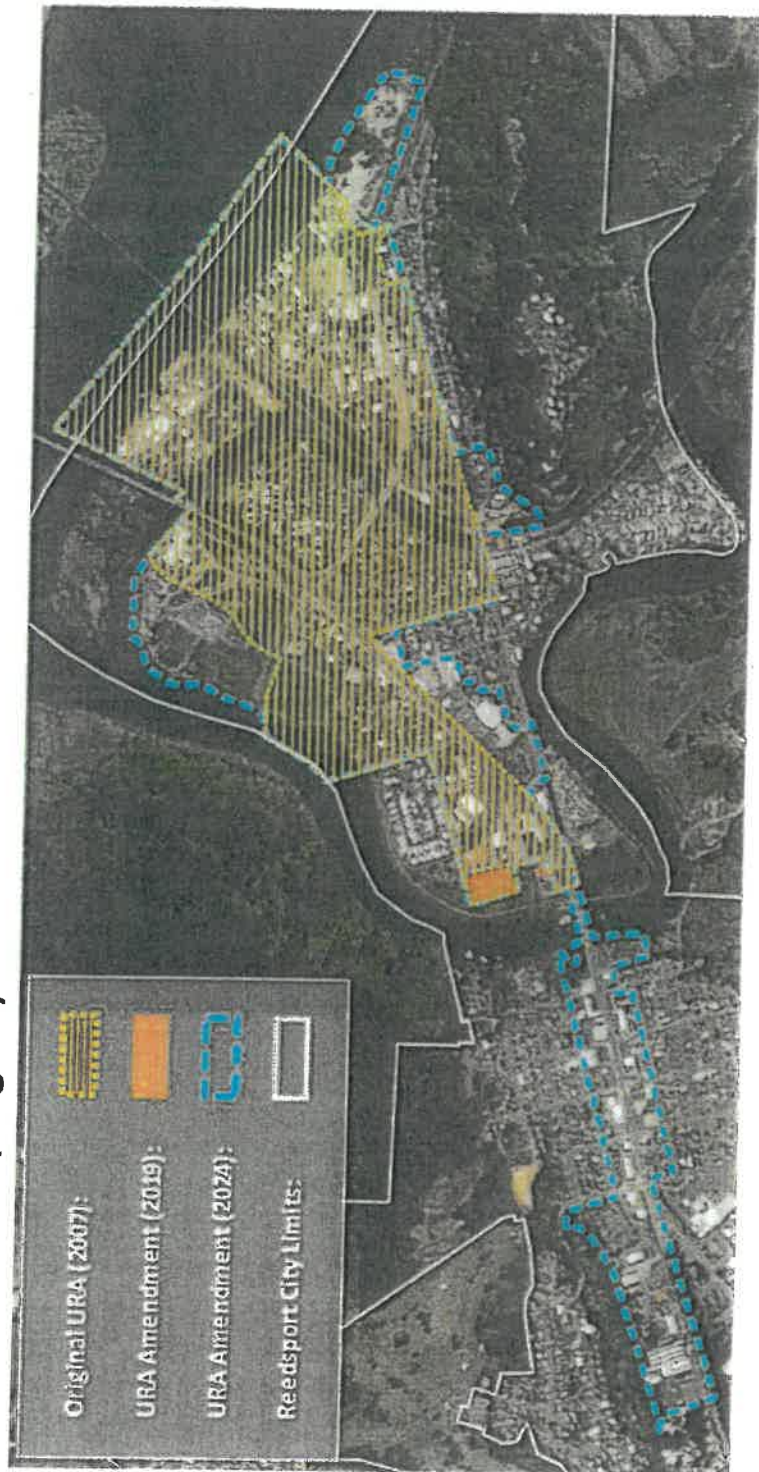 Original URA (2007):
URA Amendment (2019):
URA Amendment (2024):
Reedsport City Limits: